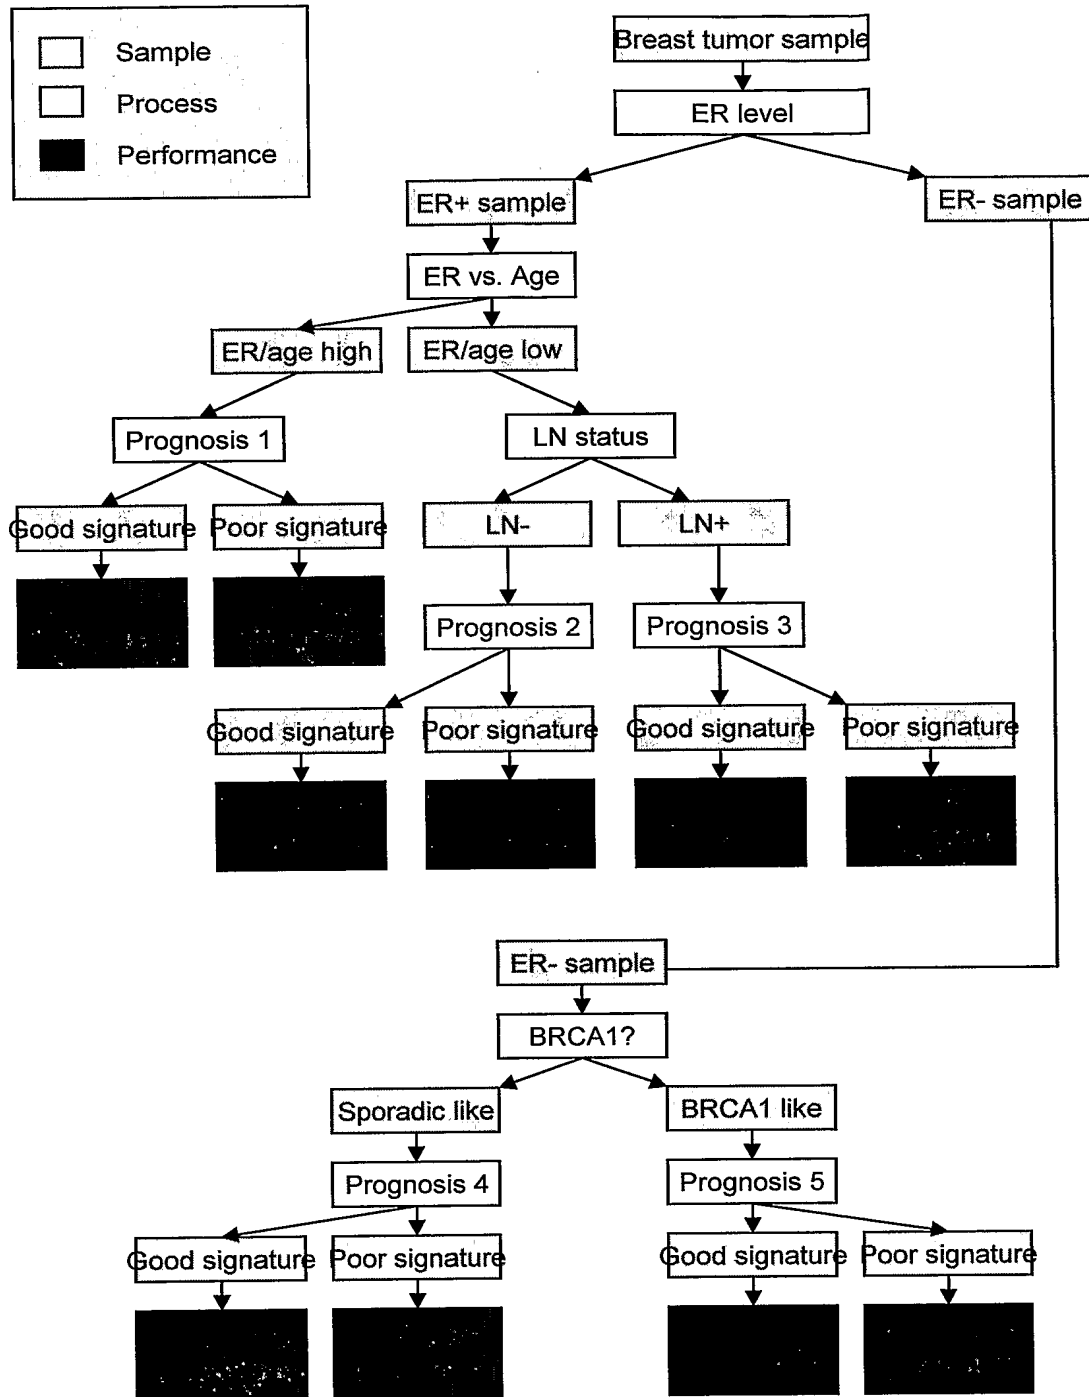 Sample
Process
Performance
Breast tumor sample
ER level
ER+ sample
ER- sample
ER vs. Age
ER/age high
ER/age low
Prognosis 1
LN status
Good signature
Poor signature
LN-
LN+
Prognosis 2
Prognosis 3
Good signature
Poor signature
Good signature
Poor signature
ER- sample
BRCA1?
Sporadic like
BRCA1 like
Prognosis 4
Prognosis 5
Good signature
Poor signature
Good signature
Poor signature